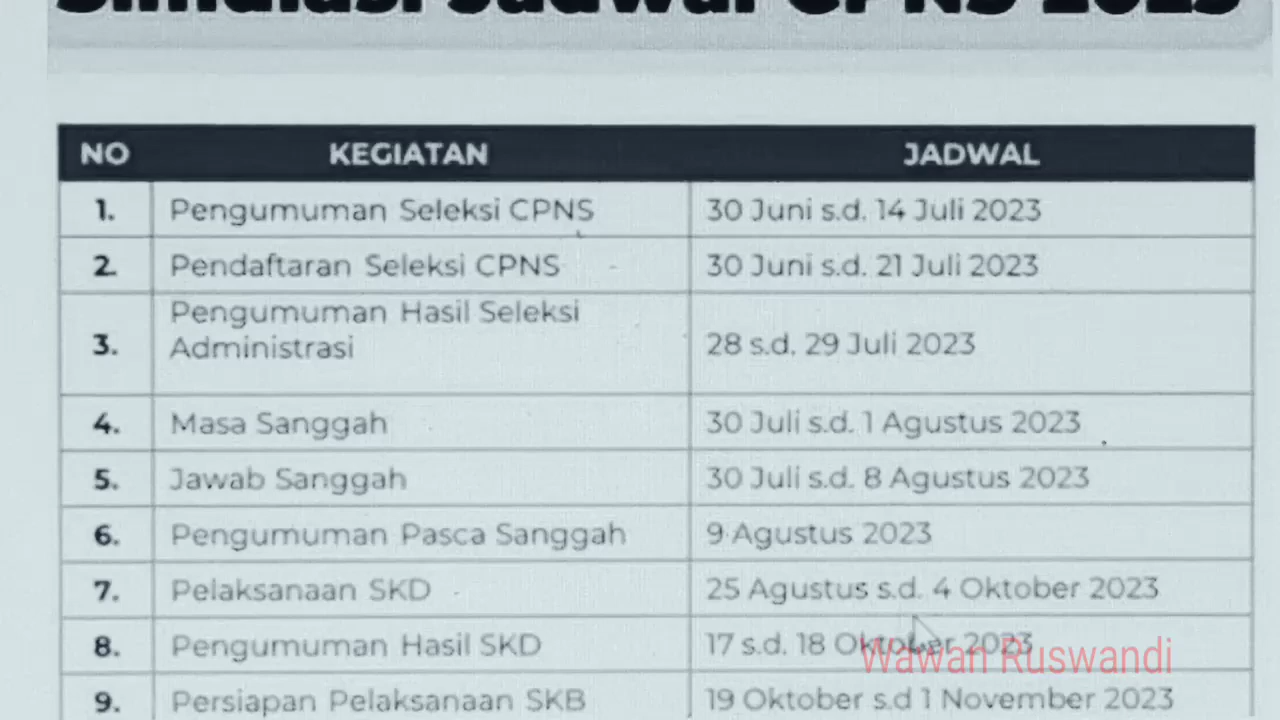 Simulasi Jadwal CPNS 2023
NO KEGIATAN JADWAL
1. Pengumuman Seleksi CPNS 30 Juni s.d. 14 Juli 2023
2. Pendaftaran Seleksi CPNS 30 Juni s.d. 21 Juli 2023
3. Pengumuman Hasil Seleksi
Administrasi 28 s.d. 29 Juli 2023
4. Masa Sanggah 30 Juli s.d. 1 Agustus 2023
5. Jawab Sanggah 30 Juli s.d. 8 Agustus 2023
6. Pengumuman Pasca Sanggah 9 Agustus 2023
7. Pelaksanaan SKD 25 Agustus s.d. 4 Oktober 2023
8. Pengumuman Hasil SKD 17 s.d. 18 Oktober 2023
Wawan Ruswandi
9. Persiapan Pelaksanaan SKB 19 Oktober s.d 1 November 2023